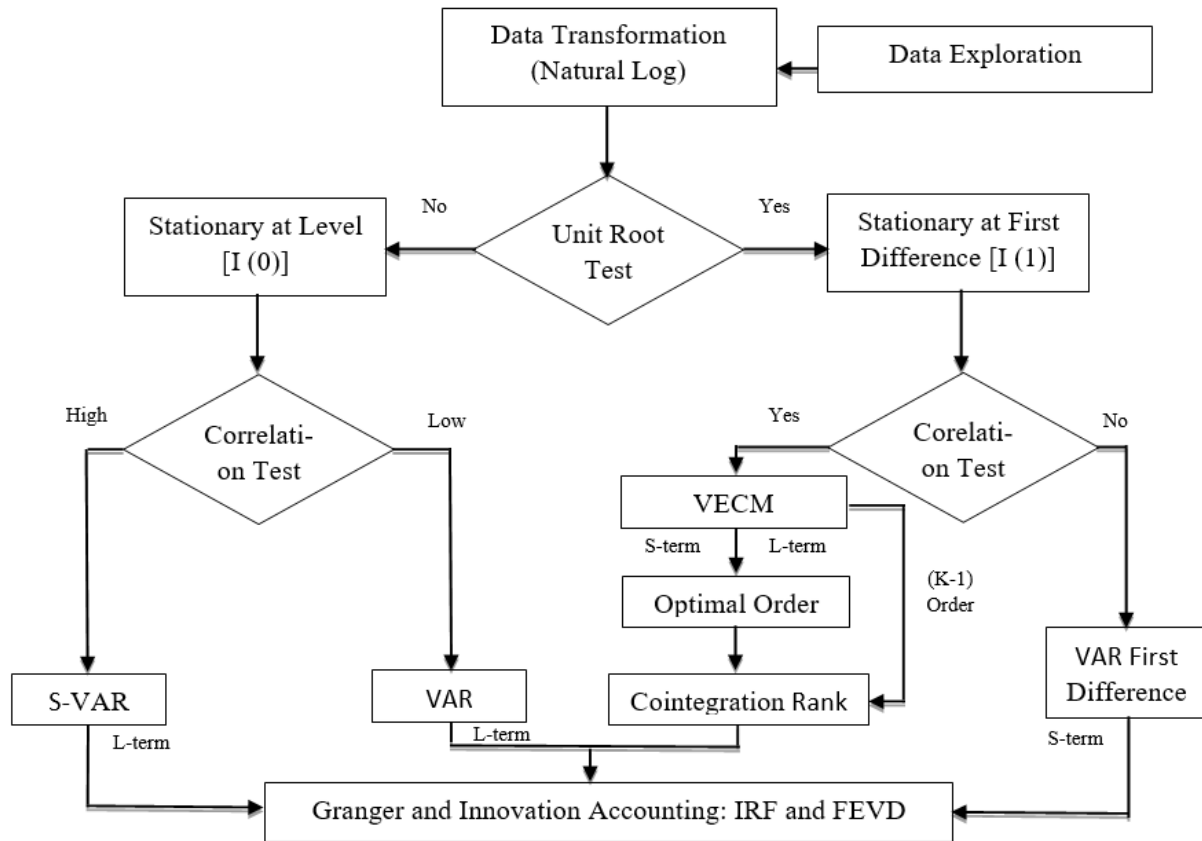 Data Transformation
(Natural Log)
Data Exploration
No
Yes
Stationary at Level
[I (0)]
Unit Root
Test
Stationary at First
Difference [I (1)]
High
Correlati-
on Test
Low
Yes
Corelati-
on Test
No
VECM
S-term
L-term
(K-1)
Order
Optimal Order
S-VAR
VAR
Cointegration Rank
VAR First
Difference
L-term
L-term
S-term
Granger and Innovation Accounting: IRF and FEVD